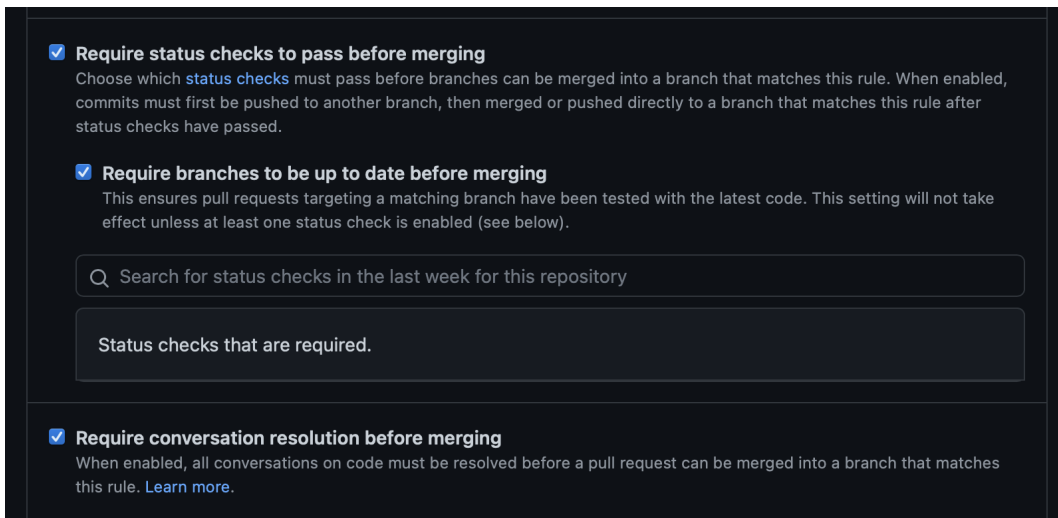 Require status checks to pass before merging
Choose which status checks must pass before branches can be merged into a branch that matches this rule. When enabled,
commits must first be pushed to another branch, then merged or pushed directly to a branch that matches this rule after
status checks have passed.
Require branches to be up to date before merging
This ensures pull requests targeting a matching branch have been tested with the latest code. This setting will not take
effect unless at least one status check is enabled (see below).
Search for status checks in the last week for this repository
Status checks that are required.
Require conversation resolution before merging
When enabled, all conversations on code must be resolved before a pull request can be merged into a branch that matches
this rule. Learn more.